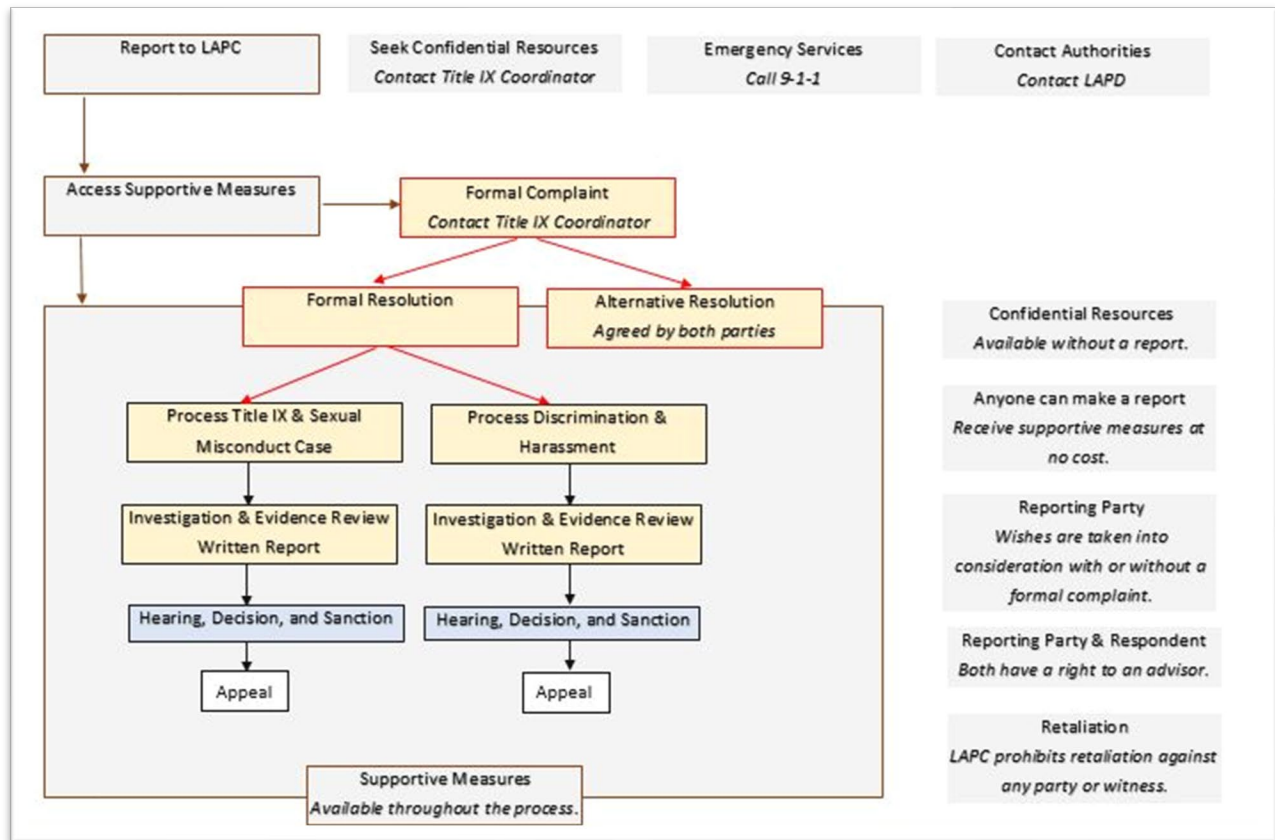 Report to LAPC
Seek Confidential Resources
Contact Title IX Coordinator
Emergency Services
Call 9-1-1
Contact Authorities
Contact LAPD
Access Supportive Measures
Formal Complaint
Contact Title IX Coordinator
Formal Resolution
Alternative Resolution
Agreed by both parties
Process Title IX & Sexual
Misconduct Case
Process Discrimination &
Harassment
Investigation & Evidence Review
Written Report
Investigation & Evidence Review
Written Report
Hearing, Decision, and Sanction
Hearing, Decision, and Sanction
Appeal
Appeal
Supportive Measures
Available throughout the process.
Confidential Resources
Available without a report.
Anyone can make a report
Receive supportive measures at
no cost.
Reporting Party
Wishes are taken into
consideration with or without a
formal complaint.
Reporting Party & Respondent
Both have a right to an advisor.
Retaliation
LAPC prohibits retaliation against
any party or witness.